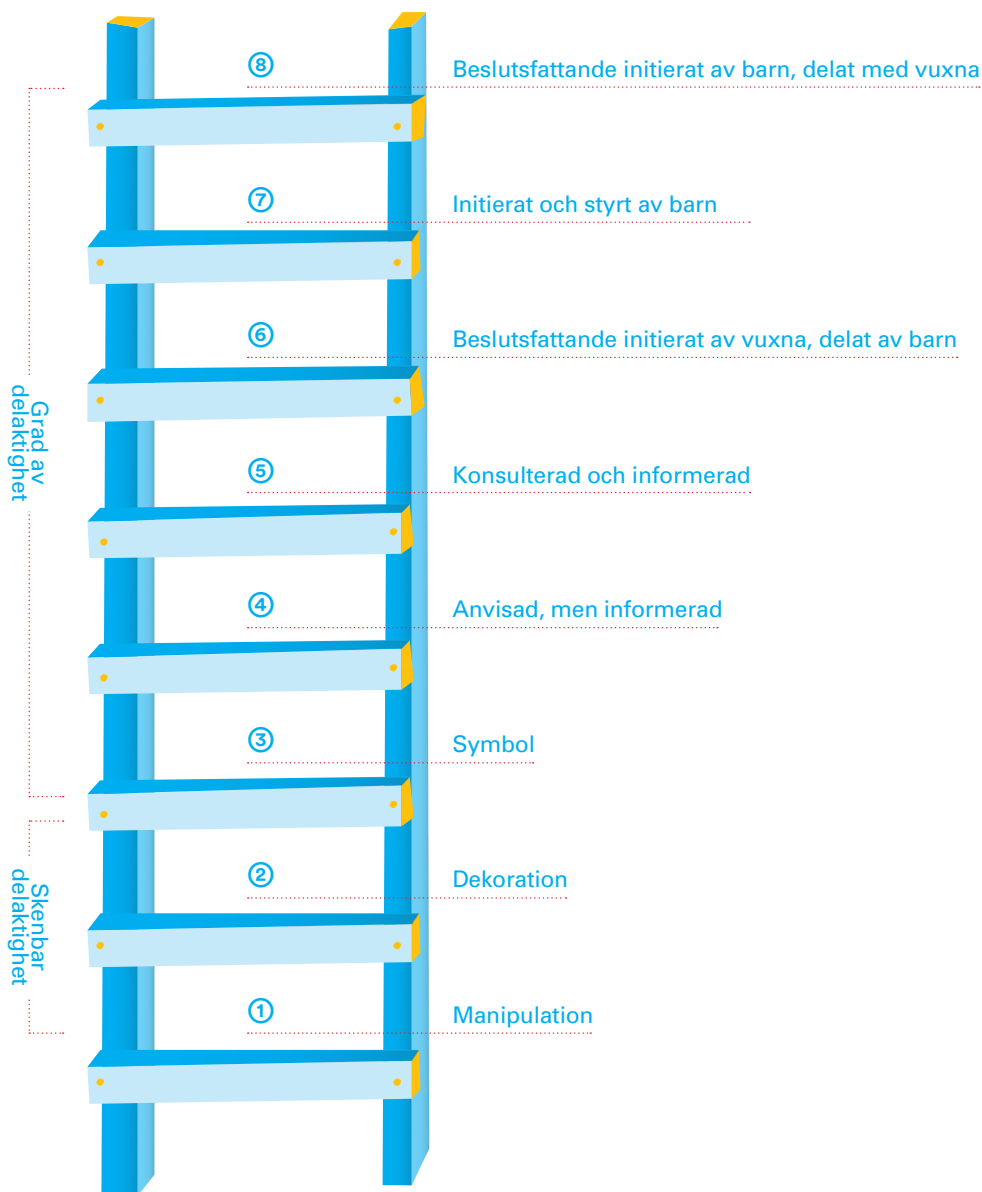 ⑧ Beslutsfattande initierat av barn, delat med vuxna
⑦ Initierat och styrt av barn
⑥ Beslutsfattande initierat av vuxna, delat av barn
Grad av
delaktighet
⑤ Konsulterad och informerad
④ Anvisad, men informerad
③ Symbol
② Dekoration
Skenbar
delaktighet
① Manipulation